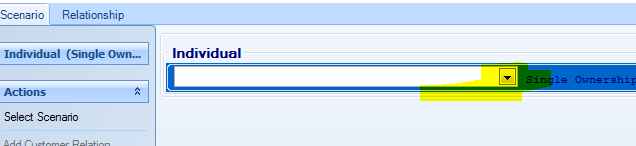 Scenario Relationship
Individual (Single Own...
Individual
Single Ownership
Actions
Select Scenario
Add Customer Relation